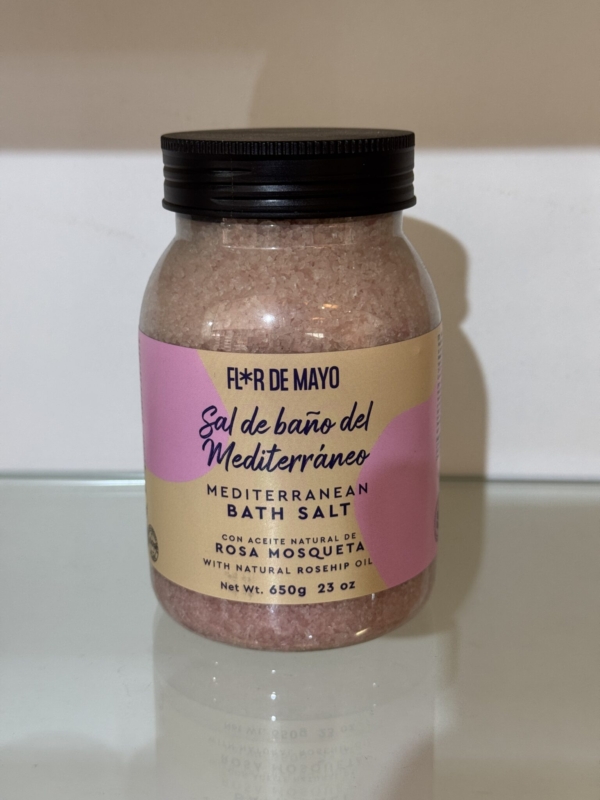 FL*R DE MAYO
Sal de baño del
Mediterráneo
MEDITERRANEAN
BATH SALT
CON ACEITE NATURAL DE
ROSA MOSQUETA
WITH NATURAL ROSEHIP OIL
Net Wt. 650g 23 oz